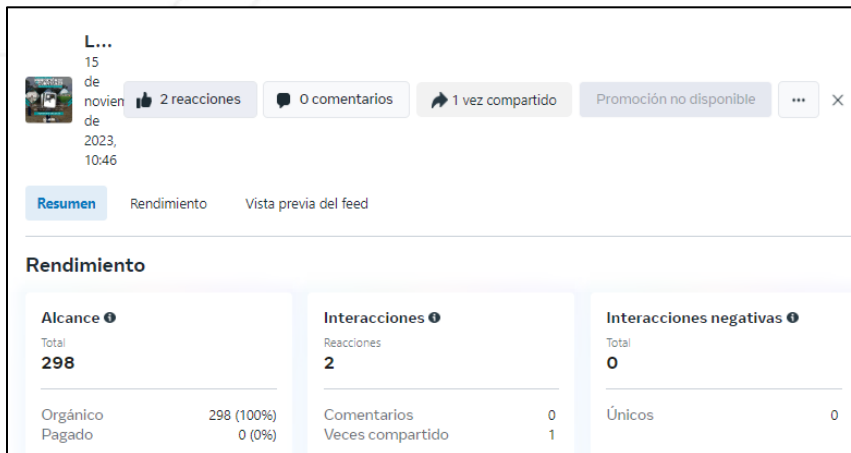 L...
15
de
noviem
de
2023,
10:46
2 reacciones
0 comentarios
1 vez compartido
Promoción no disponible
...
Resumen
Rendimiento
Vista previa del feed
Rendimiento
Alcance
Total
298
Orgánico 298 (100%)
Pagado 0 (0%)
Interacciones
Reacciones
2
Comentarios 0
Veces compartido 1
Interacciones negativas
Total
0
Únicos 0